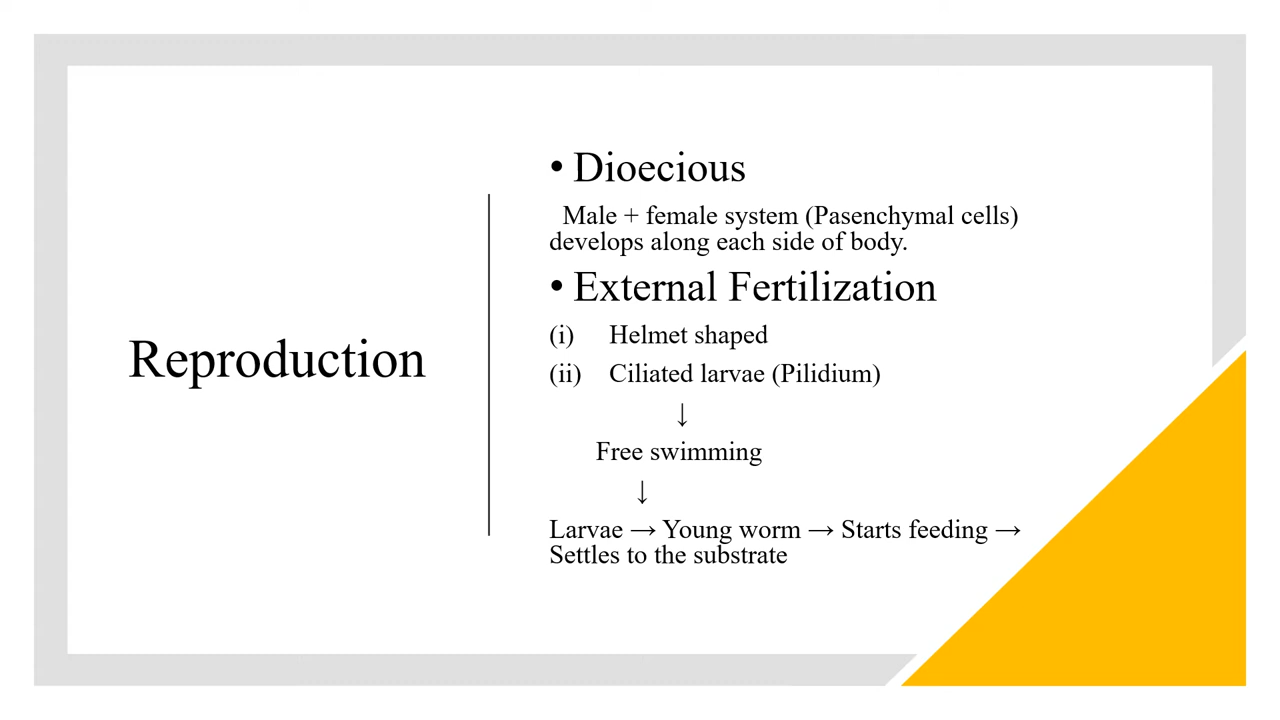 Reproduction
• Dioecious
Male + female system (Pasenchymal cells)
develops along each side of body.
• External Fertilization
(i) Helmet shaped
(ii) Ciliated larvae (Pilidium)
↓
Free swimming
↓
Larvae → Young worm → Starts feeding →
Settles to the substrate